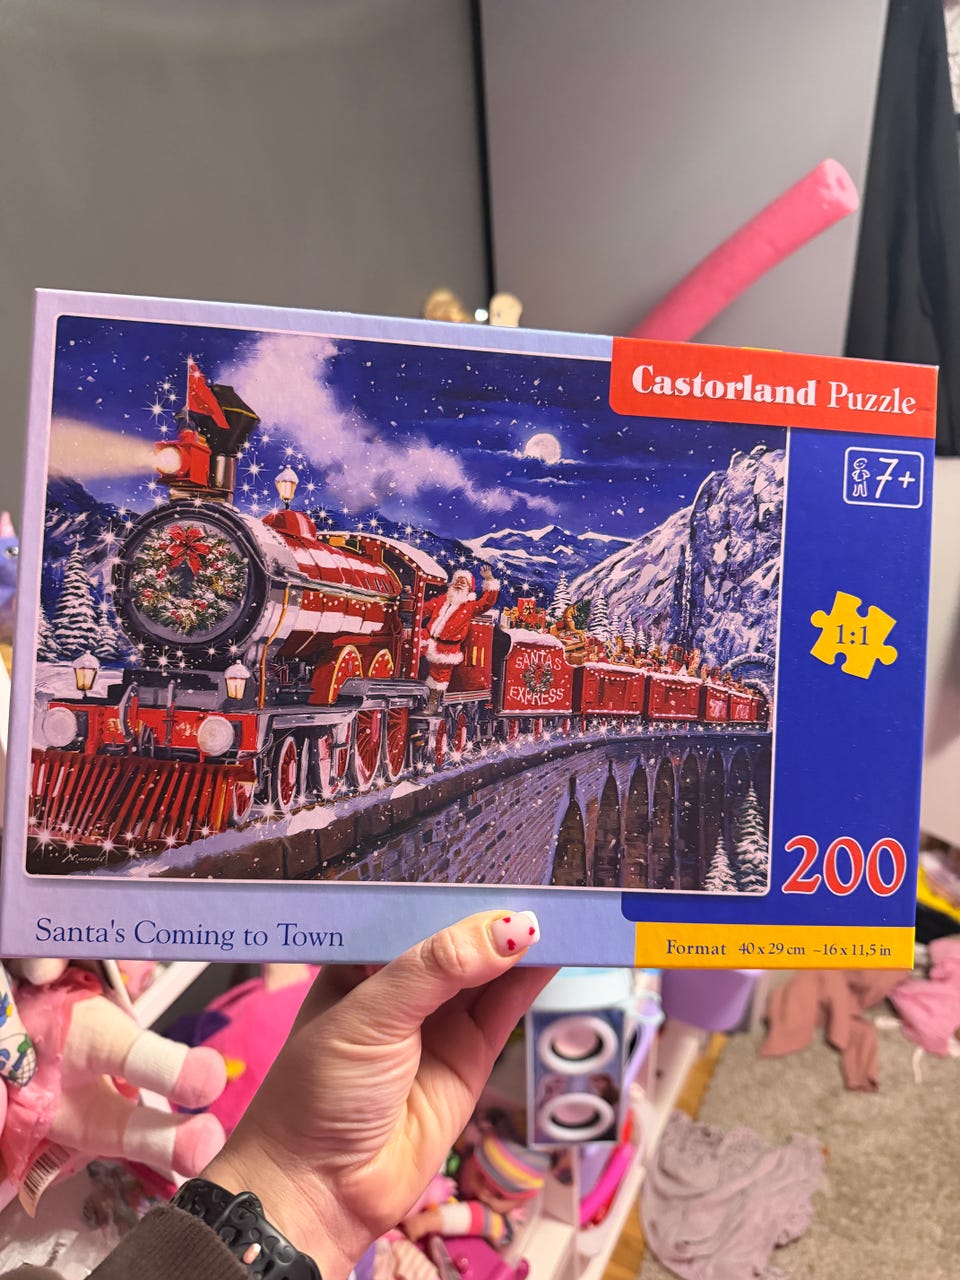 Castorland Puzzle
7+
1:1
SANTA'S
EXPRESS
200
Santa's Coming to Town
Format 40 x 29 cm ~16 x 11,5 in